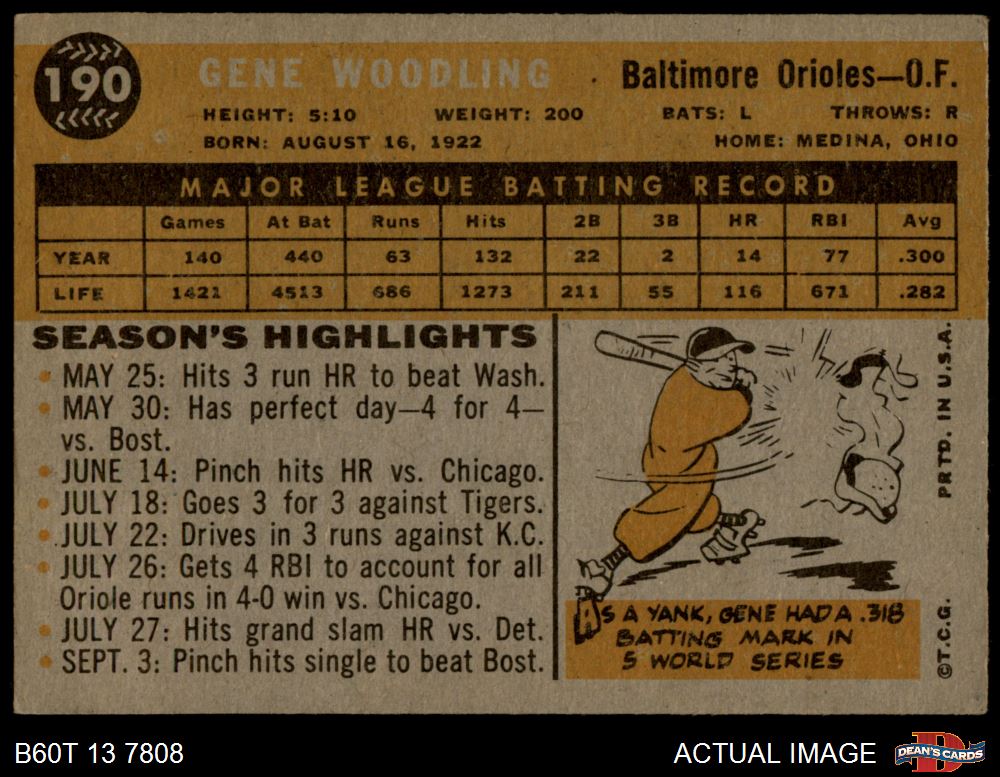 190
GENE WOODLING
Baltimore Orioles—O.F.
HEIGHT: 5:10 WEIGHT: 200 BATS: L THROWS: R
BORN: AUGUST 16, 1922 HOME: MEDINA, OHIO
MAJOR LEAGUE BATTING RECORD
Games At Bat Runs Hits 2B 3B HR RBI Avg
YEAR 140 440 63 132 22 2 14 77 .300
LIFE 1421 4513 686 1273 211 55 116 671 .282
SEASON'S HIGHLIGHTS
• MAY 25: Hits 3 run HR to beat Wash.
• MAY 30: Has perfect day—4 for 4—
vs. Bost.
• JUNE 14: Pinch hits HR vs. Chicago.
• JULY 18: Goes 3 for 3 against Tigers.
• JULY 22: Drives in 3 runs against K.C.
• JULY 26: Gets 4 RBI to account for all
Oriole runs in 4-0 win vs. Chicago.
• JULY 27: Hits grand slam HR vs. Det.
• SEPT. 3: Pinch hits single to beat Bost.
AS A YANK, GENE HAD A .318
BATTING MARK IN
5 WORLD SERIES
©T.C.G. PRTD. IN U.S.A.
B60T 13 7808
ACTUAL IMAGE
D
DEAN'S CARDS